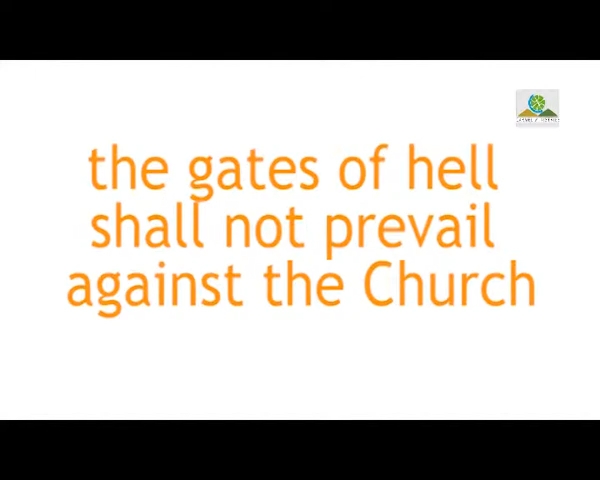 the gates of hell
shall not prevail
against the Church